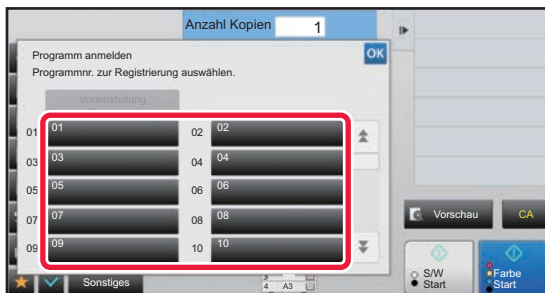 Anzahl Kopien 1
Programm anmelden OK
Programmnr. zur Registrierung auswählen.
Voreinstellung
01 01 02 02
03 03 04 04
05 05 06 06
07 07 08 08
09 09 10 10
Vorschau CA
Sonstiges
4 A3
S/W
Start
Farbe
Start